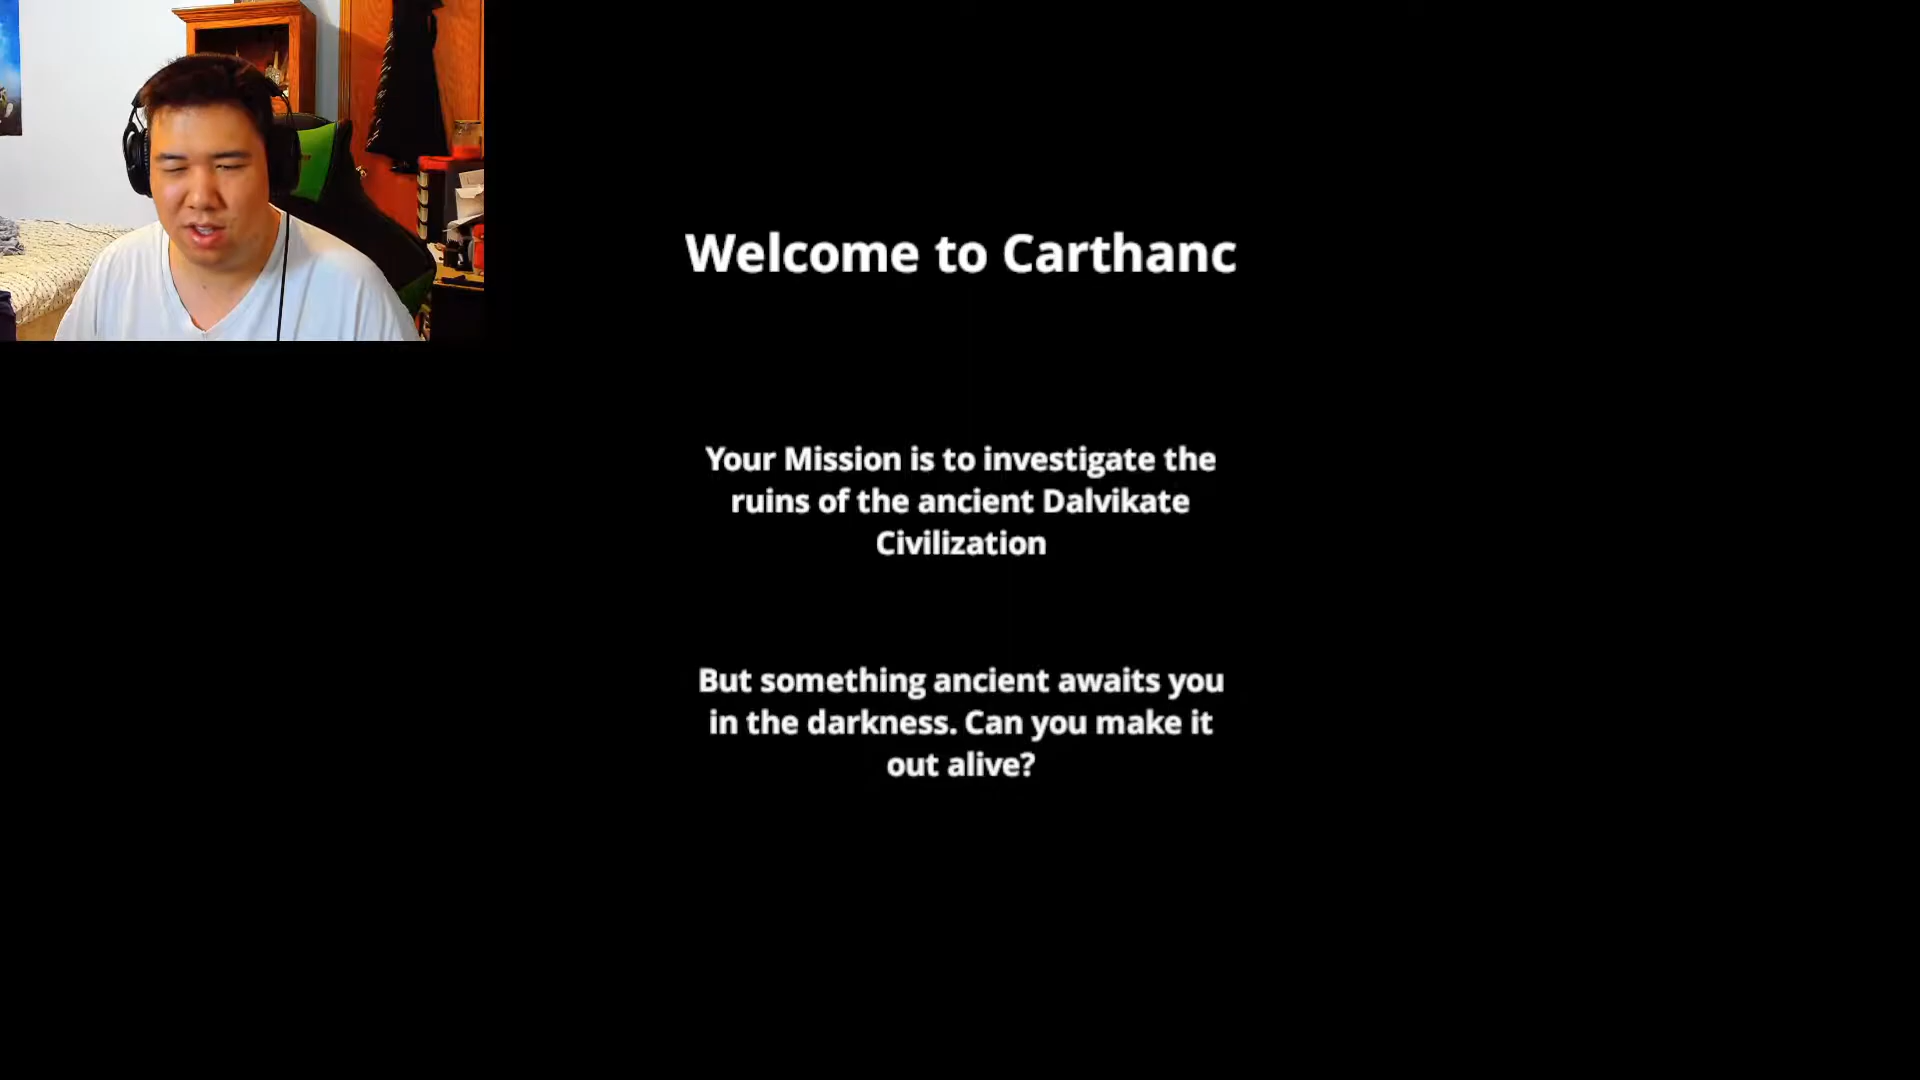 Welcome to Carthanc
Your Mission is to investigate the
ruins of the ancient Dalvikate
Civilization
But something ancient awaits you
in the darkness. Can you make it
out alive?